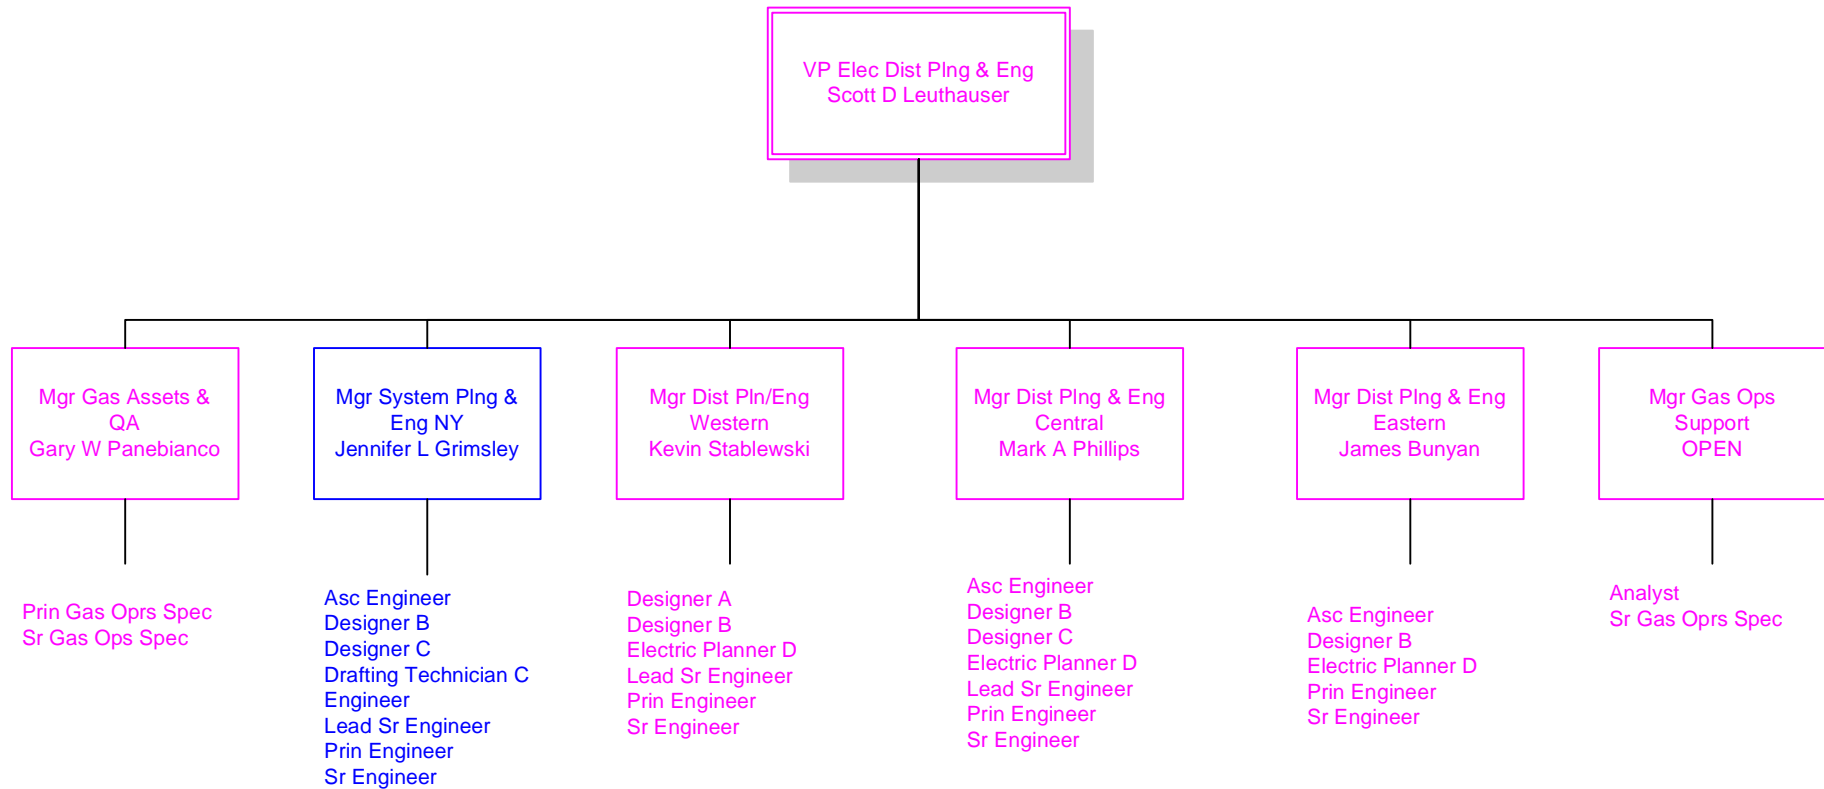 VP Elec Dist Plng & Eng
Scott D Leuthauser
Mgr Gas Assets &
QA
Gary W Panebianco
Mgr System Plng &
Eng NY
Jennifer L Grimsley
Mgr Dist Pln/Eng
Western
Kevin Stablewski
Mgr Dist Plng & Eng
Central
Mark A Phillips
Mgr Dist Plng & Eng
Eastern
James Bunyan
Mgr Gas Ops
Support
OPEN
Prin Gas Oprs Spec
Sr Gas Ops Spec
Asc Engineer
Designer B
Designer C
Drafting Technician C
Engineer
Lead Sr Engineer
Prin Engineer
Sr Engineer
Designer A
Designer B
Electric Planner D
Lead Sr Engineer
Prin Engineer
Sr Engineer
Asc Engineer
Designer B
Designer C
Electric Planner D
Lead Sr Engineer
Prin Engineer
Sr Engineer
Asc Engineer
Designer B
Electric Planner D
Prin Engineer
Sr Engineer
Analyst
Sr Gas Oprs Spec